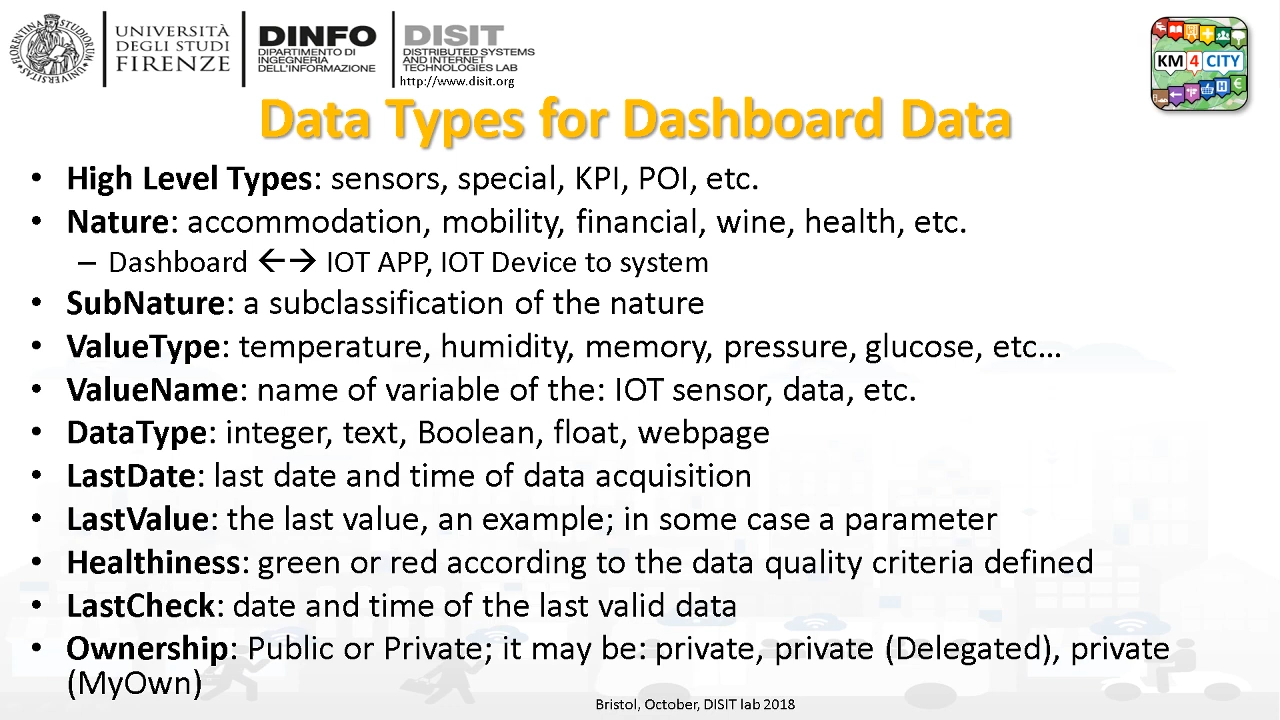 UNIVERSITÀ
DEGLI STUDI
FIRENZE
DINFO
DIPARTIMENTO DI
INGEGNERIA
DELL'INFORMAZIONE
DISIT
DISTRIBUTED SYSTEMS
AND INTERNET
TECHNOLOGIES LAB
http://www.disit.org
KM 4 CITY
Data Types for Dashboard Data
• High Level Types: sensors, special, KPI, POI, etc.
• Nature: accommodation, mobility, financial, wine, health, etc.
– Dashboard ←→ IOT APP, IOT Device to system
• SubNature: a subclassification of the nature
• ValueType: temperature, humidity, memory, pressure, glucose, etc…
• ValueName: name of variable of the: IOT sensor, data, etc.
• DataType: integer, text, Boolean, float, webpage
• LastDate: last date and time of data acquisition
• LastValue: the last value, an example; in some case a parameter
• Healthiness: green or red according to the data quality criteria defined
• LastCheck: date and time of the last valid data
• Ownership: Public or Private; it may be: private, private (Delegated), private
(MyOwn)
Bristol, October, DISIT lab 2018